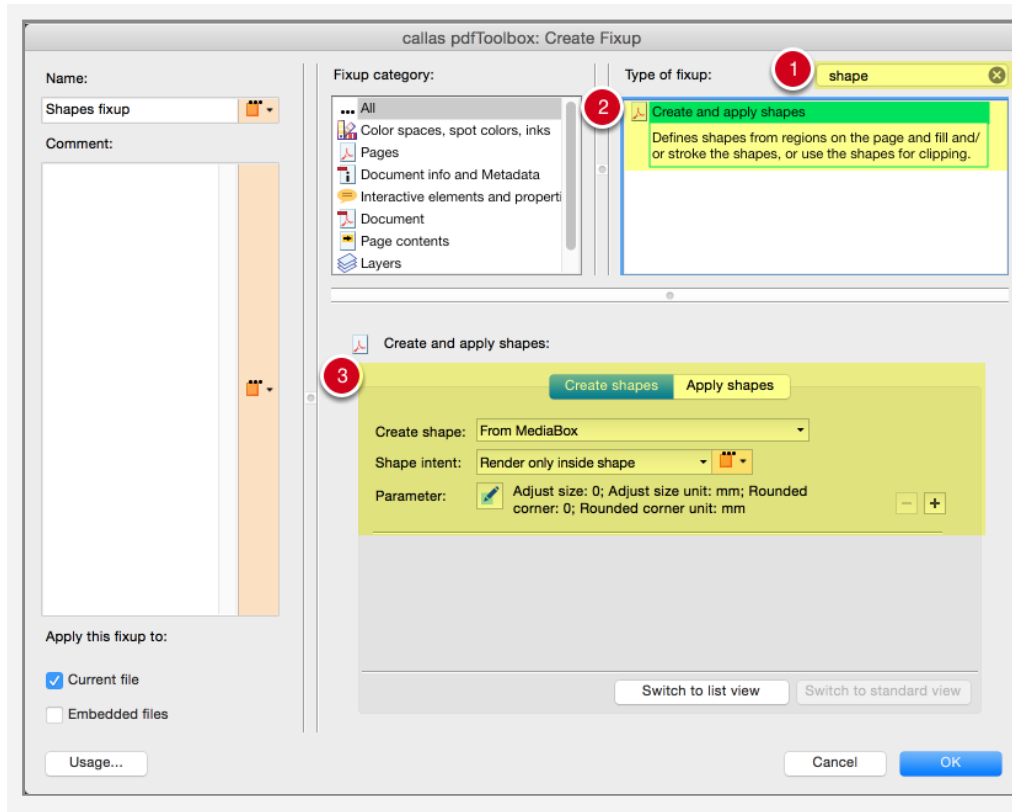 callas pdfToolbox: Create Fixup
Name:
Shapes fixup
Comment:
Apply this fixup to:
Current file
Embedded files
Usage...
Fixup category:
All
Color spaces, spot colors, inks
Pages
Document info and Metadata
Interactive elements and properti
Document
Page contents
Layers
Type of fixup:
1
shape
2
Create and apply shapes
Defines shapes from regions on the page and fill and/
or stroke the shapes, or use the shapes for clipping.
Create and apply shapes:
3
Create shapes
Apply shapes
Create shape:
From MediaBox
Shape intent:
Render only inside shape
Parameter:
Adjust size: 0; Adjust size unit: mm; Rounded
corner: 0; Rounded corner unit: mm
Switch to list view
Switch to standard view
Cancel
OK